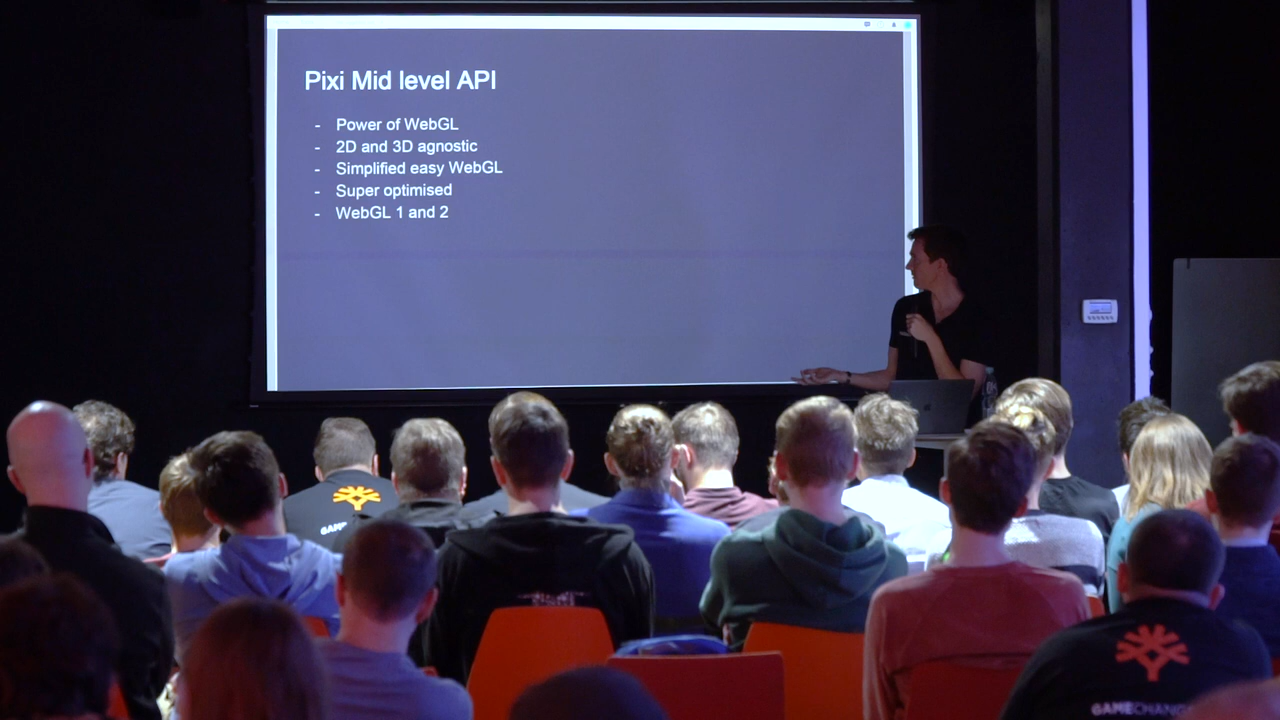 Pixi Mid level API
- Power of WebGL
- 2D and 3D agnostic
- Simplified easy WebGL
- Super optimised
- WebGL 1 and 2